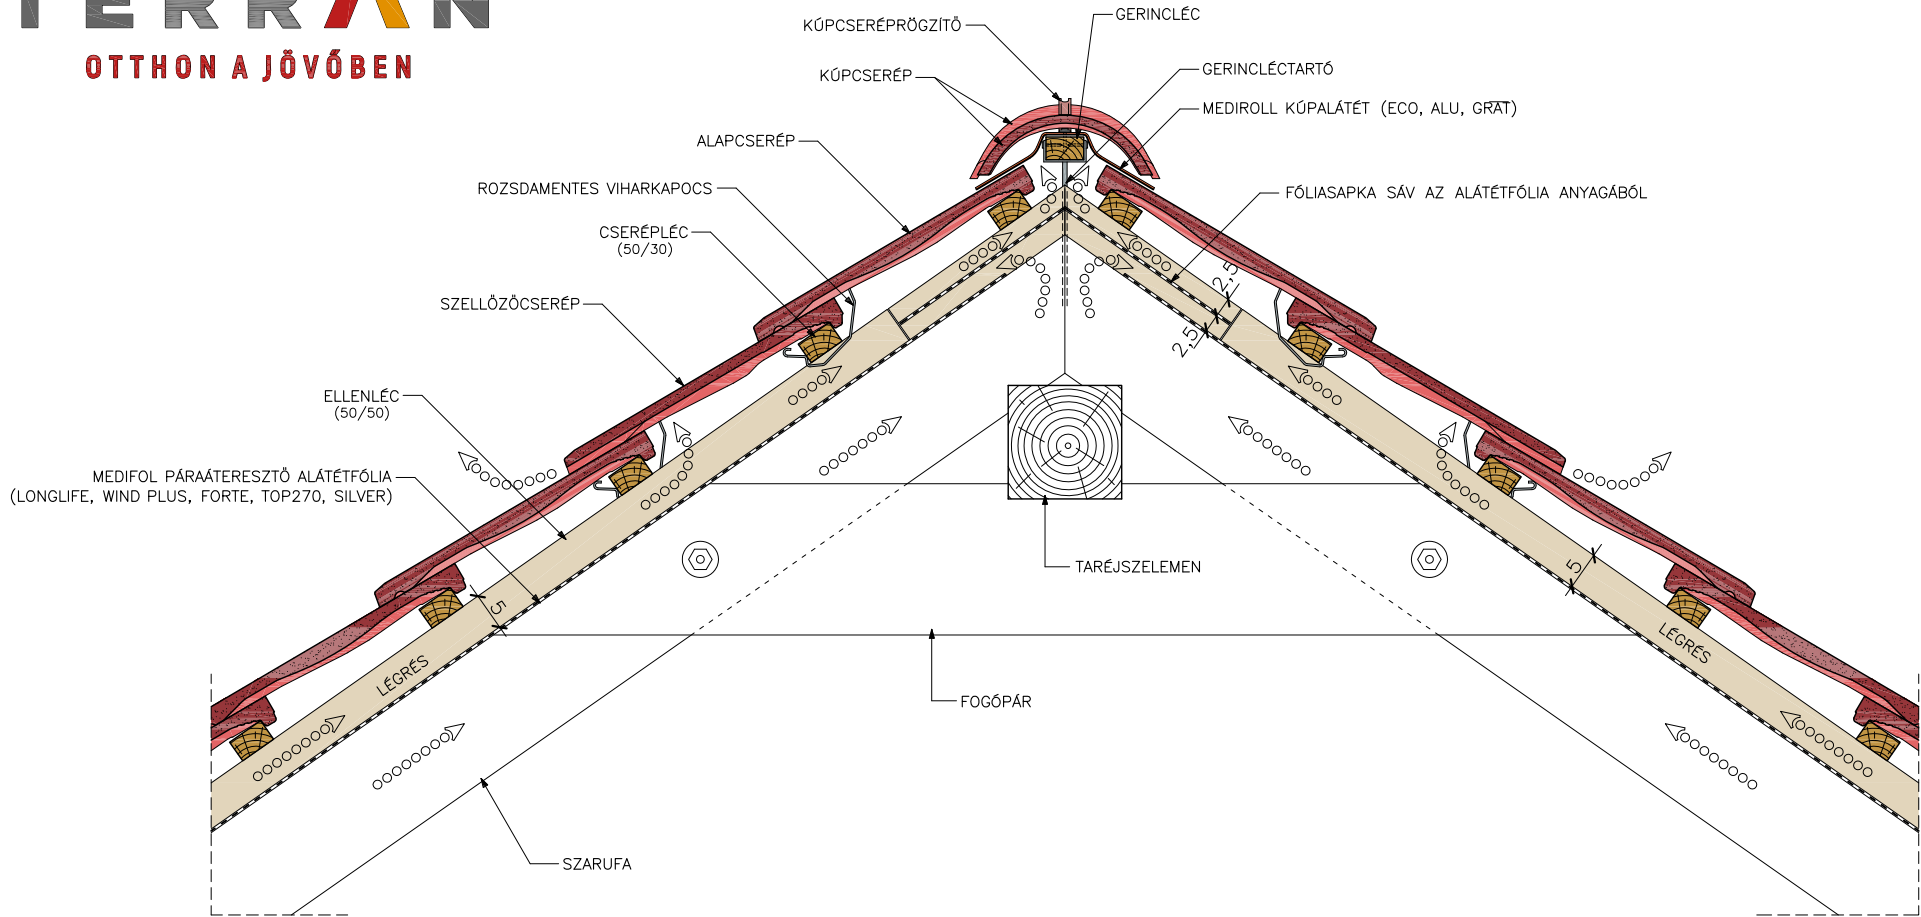 TERRÁN
OTTHON A JÖVŐBEN
KÚPCSERÉPRÖGZÍTŐ
GERINCLÉC
KÚPCSERÉP
GERINCLÉCTARTÓ
MEDIROLL KÚPALÁTÉT (ECO, ALU, GRAT)
ALAPCSERÉP
ROZSDAMENTES VIHARKAPOCS
FÓLIASAPKA SÁV AZ ALÁTÉTFÓLIA ANYAGÁBÓL
CSERÉPLÉC
(50/30)
2,5
SZELLŐZŐCSERÉP
2,5
ELLENLÉC
(50/50)
MEDIFOL PÁRAÁTERESZTŐ ALÁTÉTFÓLIA
(LONGLIFE, WIND PLUS, FORTE, TOP270, SILVER)
TARÉJSZELEMEN
5
5
LÉGRÉS
LÉGRÉS
FOGÓPÁR
SZARUFA